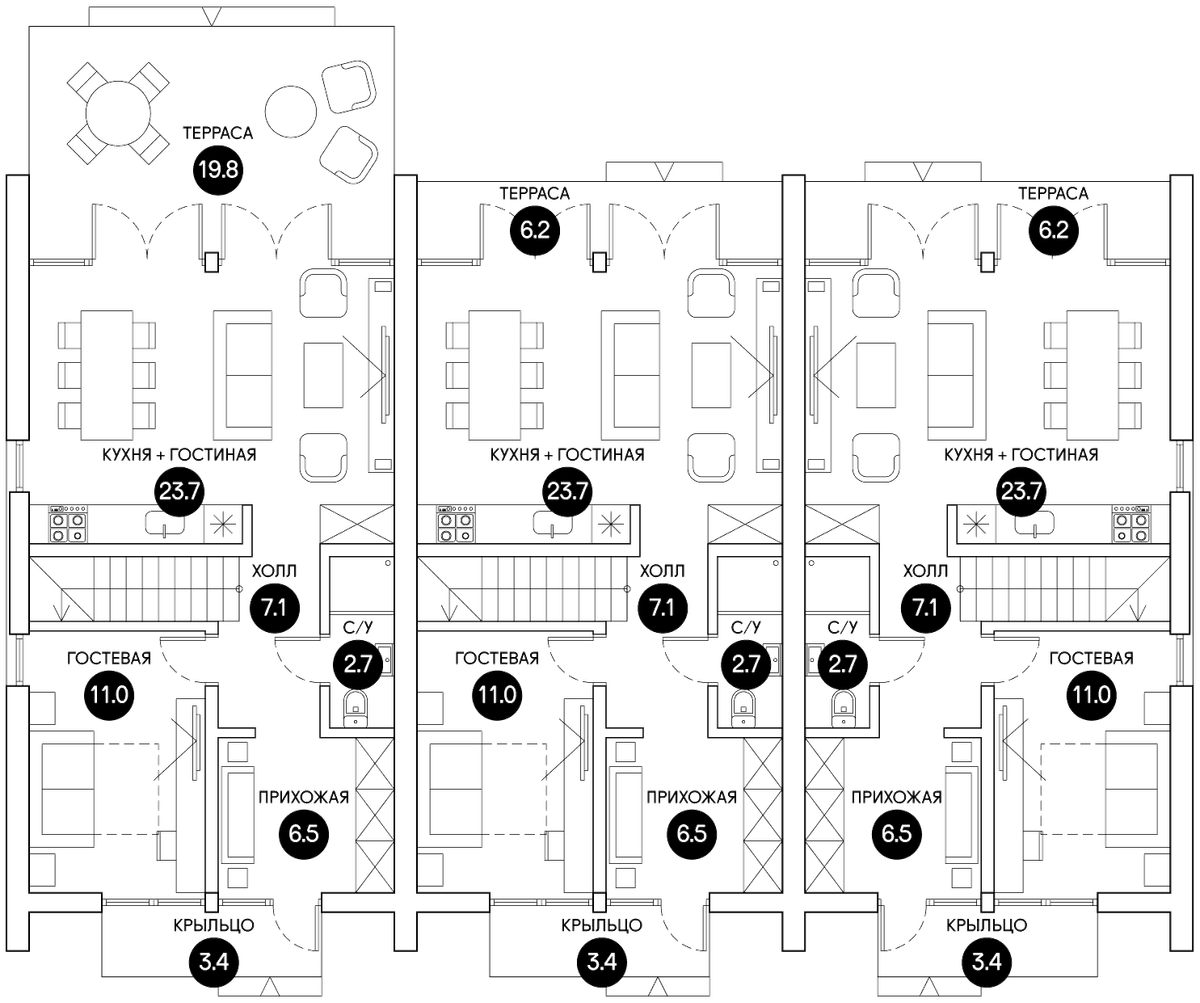 ТЕРРАСА
19.8
ТЕРРАСА
6.2
ТЕРРАСА
6.2
КУХНЯ + ГОСТИНАЯ
23.7
КУХНЯ + ГОСТИНАЯ
23.7
КУХНЯ + ГОСТИНАЯ
23.7
ХОЛЛ
7.1
ХОЛЛ
7.1
ХОЛЛ
7.1
С/У
2.7
С/У
2.7
С/У
2.7
ГОСТЕВАЯ
11.0
ГОСТЕВАЯ
11.0
ГОСТЕВАЯ
11.0
ПРИХОЖАЯ
6.5
ПРИХОЖАЯ
6.5
ПРИХОЖАЯ
6.5
КРЫЛЬЦО
3.4
КРЫЛЬЦО
3.4
КРЫЛЬЦО
3.4